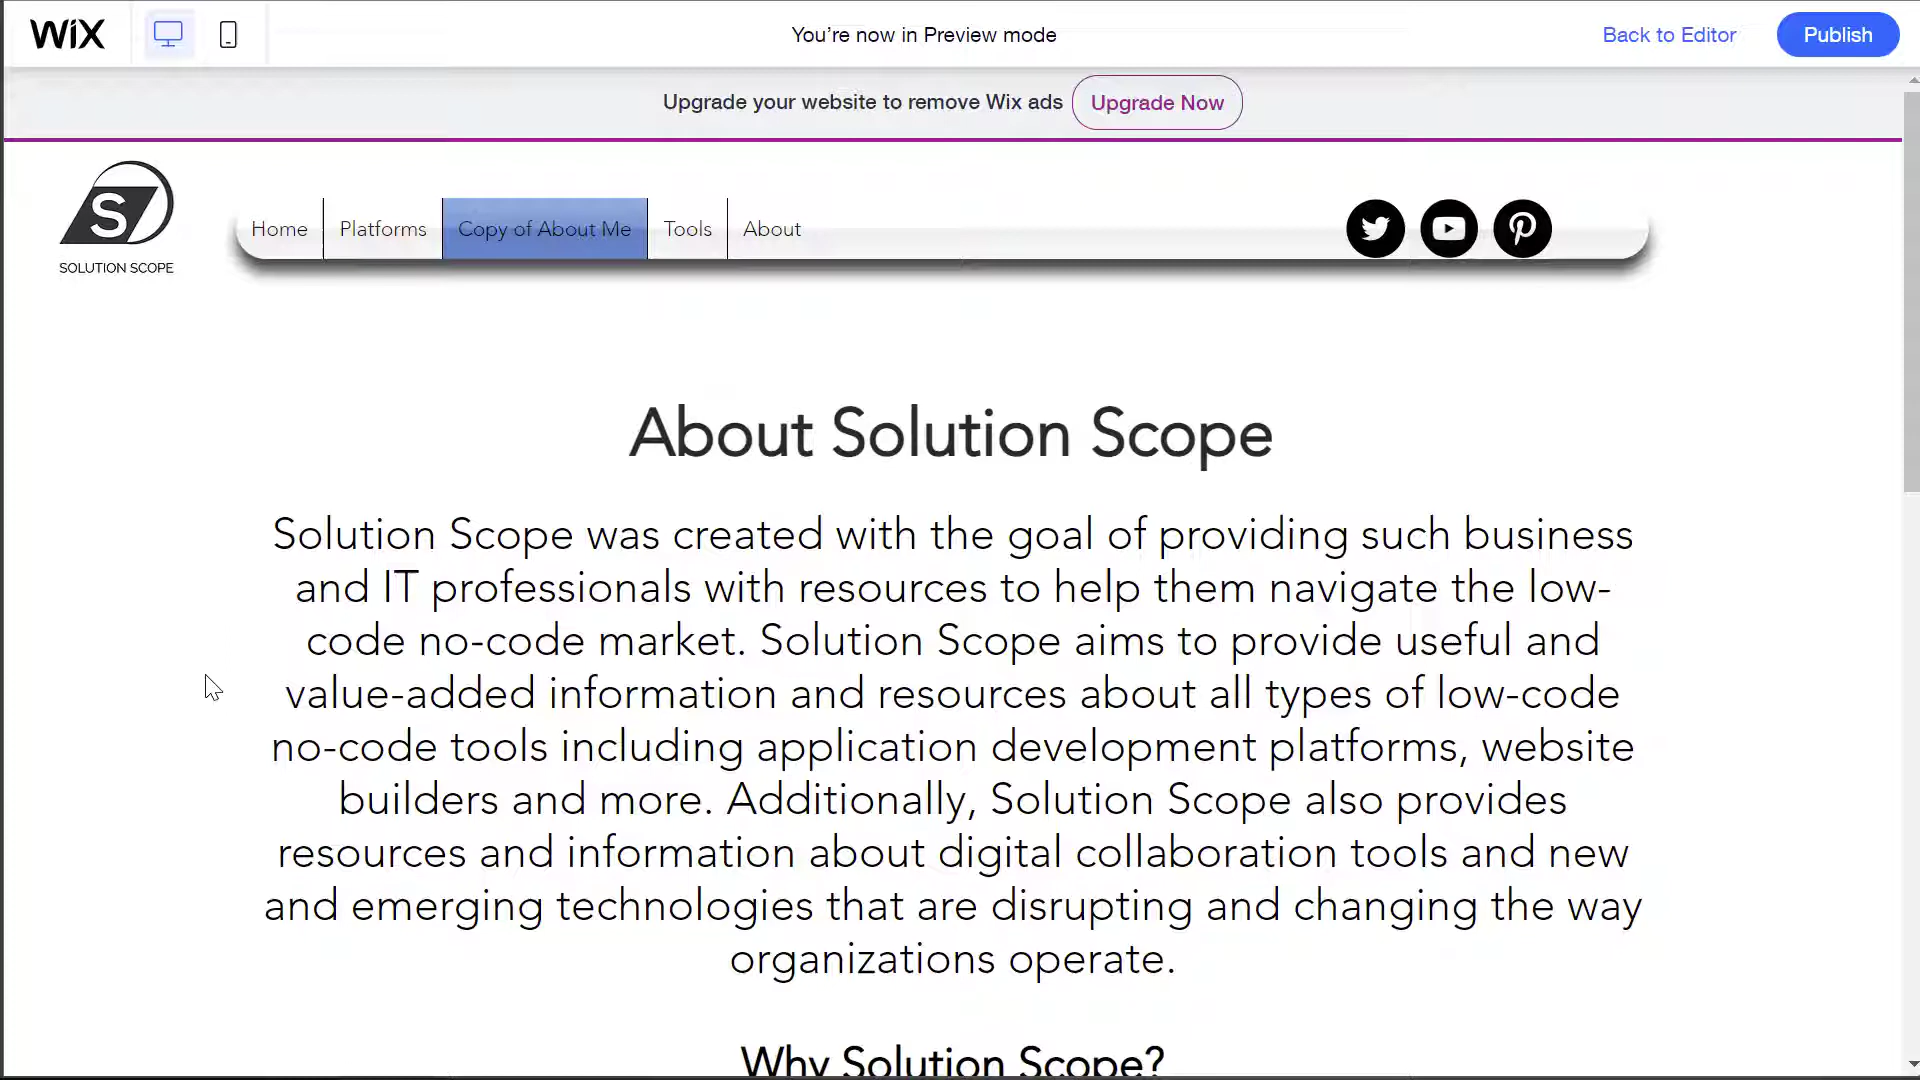 WiX
You're now in Preview mode
Back to Editor
Publish
Upgrade your website to remove Wix ads
Upgrade Now
S
SOLUTION SCOPE
Home
Platforms
Copy of About Me
Tools
About
About Solution Scope
Solution Scope was created with the goal of providing such business
and IT professionals with resources to help them navigate the low-
code no-code market. Solution Scope aims to provide useful and
value-added information and resources about all types of low-code
no-code tools including application development platforms, website
builders and more. Additionally, Solution Scope also provides
resources and information about digital collaboration tools and new
and emerging technologies that are disrupting and changing the way
organizations operate.
Why Solution Scope?